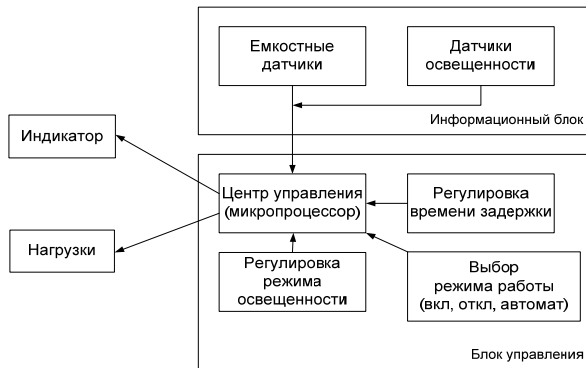 Емкостные
датчики
Датчики
освещенности
Информационный блок
Индикатор
Нагрузки
Центр управления
(микропроцессор)
Регулировка
времени задержки
Регулировка
режима
освещенности
Выбор
режима работы
(вкл, откл, автомат)
Блок управления